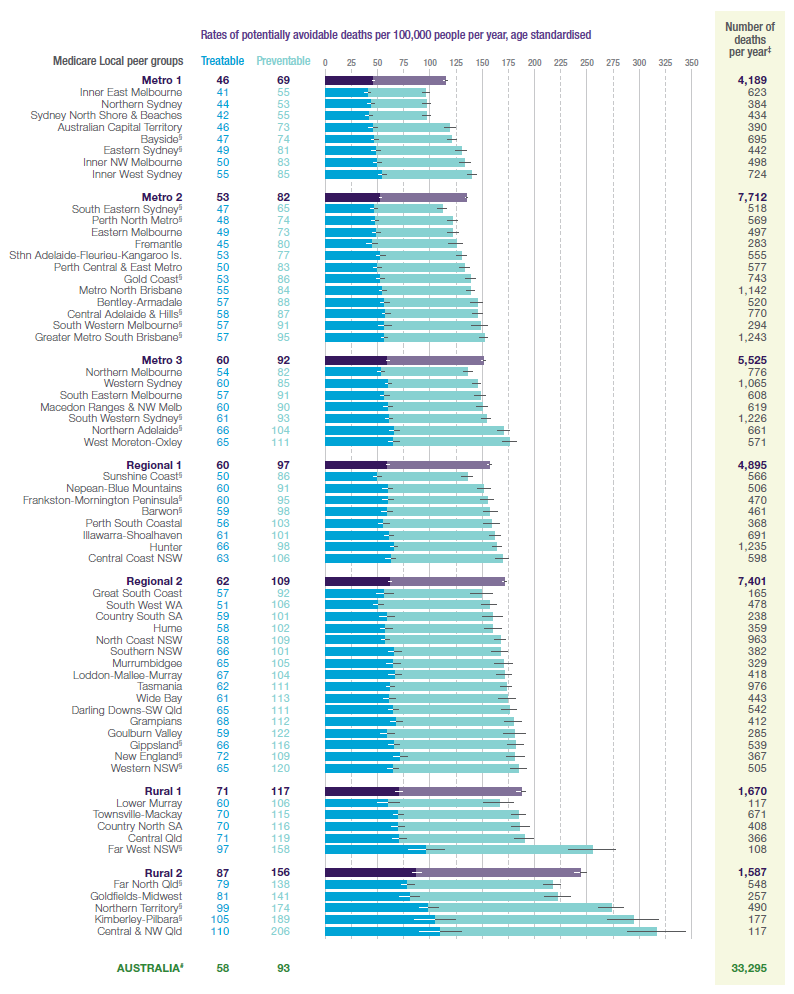 Rates of potentially avoidable deaths per 100,000 people per year, age standardised
Number of
deaths
per year‡
Medicare Local peer groups Treatable Preventable 0 25 50 75 100 125 150 175 200 225 250 275 300 325 350
Metro 1 46 69 4,189
Inner East Melbourne 41 55 623
Northern Sydney 44 53 384
Sydney North Shore & Beaches 42 55 434
Australian Capital Territory 46 73 390
Bayside§ 47 74 695
Eastern Sydney§ 49 81 442
Inner NW Melbourne 50 83 498
Inner West Sydney 55 85 724
Metro 2 53 82 7,712
South Eastern Sydney§ 47 65 518
Perth North Metro§ 48 74 569
Eastern Melbourne 49 73 497
Fremantle 45 80 283
Sthn Adelaide-Fleurieu-Kangaroo Is. 53 77 555
Perth Central & East Metro 50 83 577
Gold Coast§ 53 86 743
Metro North Brisbane 55 84 1,142
Bentley-Armadale 57 88 520
Central Adelaide & Hills§ 58 87 770
South Western Melbourne§ 57 91 294
Greater Metro South Brisbane§ 57 95 1,243
Metro 3 60 92 5,525
Northern Melbourne 54 82 776
Western Sydney 60 85 1,065
South Eastern Melbourne 57 91 608
Macedon Ranges & NW Melb 60 90 619
South Western Sydney§ 61 93 1,226
Northern Adelaide§ 66 104 661
West Moreton-Oxley 65 111 571
Regional 1 60 97 4,895
Sunshine Coast§ 50 86 566
Nepean-Blue Mountains 60 91 506
Frankston-Mornington Peninsula§ 60 95 470
Barwon§ 59 98 461
Perth South Coastal 56 103 368
Illawarra-Shoalhaven 61 101 691
Hunter 66 98 1,235
Central Coast NSW 63 106 598
Regional 2 62 109 7,401
Great South Coast 57 92 165
South West WA 51 106 478
Country South SA 59 101 238
Hume 58 102 359
North Coast NSW 58 109 963
Southern NSW 66 101 382
Murrumbidgee 65 105 329
Loddon-Mallee-Murray 67 104 418
Tasmania 62 111 976
Wide Bay 61 113 443
Darling Downs-SW Qld 65 111 542
Grampians 68 112 412
Goulburn Valley 59 122 285
Gippsland§ 66 116 539
New England§ 72 109 367
Western NSW§ 65 120 505
Rural 1 71 117 1,670
Lower Murray 60 106 117
Townsville-Mackay 70 115 671
Country North SA 70 116 408
Central Qld 71 119 366
Far West NSW§ 97 158 108
Rural 2 87 156 1,587
Far North Qld§ 79 138 548
Goldfields-Midwest 81 141 257
Northern Territory§ 99 174 490
Kimberley-Pilbara§ 105 189 177
Central & NW Qld 110 206 117
AUSTRALIA# 58 93 33,295